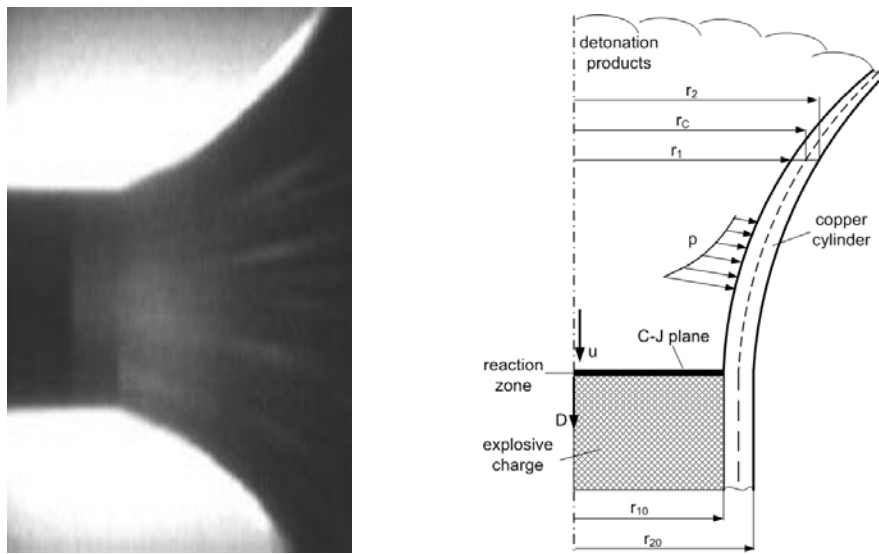 detonation
products
r2
rC
r1
copper
cylinder
p
C-J plane
u
reaction
zone
D
explosive
charge
r10
r20